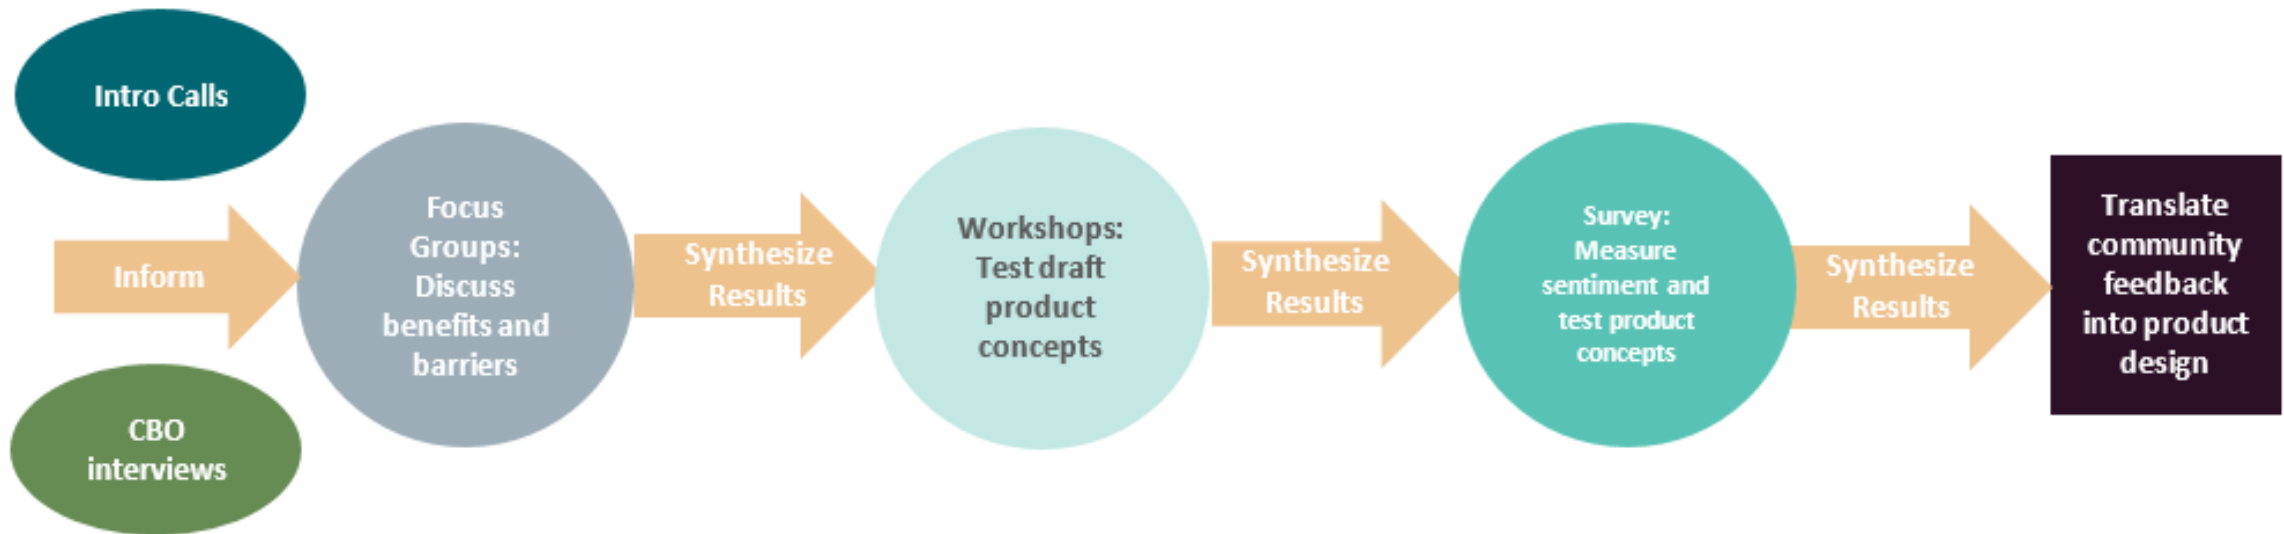 Intro Calls
Inform
CBO
interviews
Focus
Groups:
Discuss
benefits and
barriers
Synthesize
Results
Workshops:
Test draft
product
concepts
Synthesize
Results
Survey:
Measure
sentiment and
test product
concepts
Synthesize
Results
Translate
community
feedback
into product
design